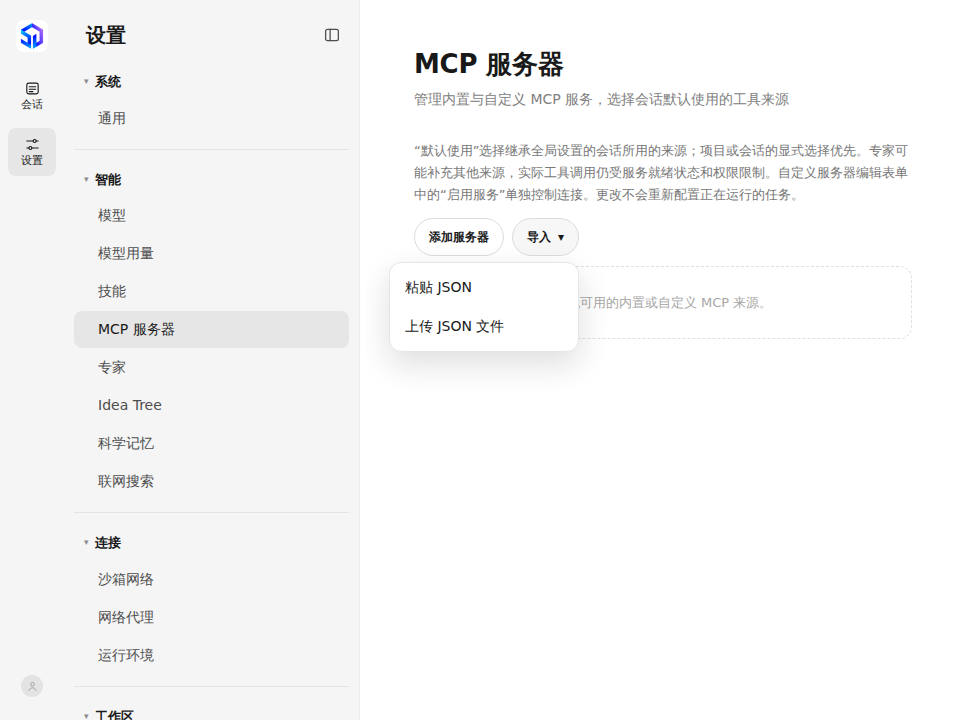 会话
设置
设置
系统
通用
智能
模型
模型用量
技能
MCP 服务器
专家
Idea Tree
科学记忆
联网搜索
连接
沙箱网络
网络代理
运行环境
工作区
MCP 服务器
管理内置与自定义 MCP 服务，选择会话默认使用的工具来源
“默认使用”选择继承全局设置的会话所用的来源；项目或会话的显式选择优先。专家可
能补充其他来源，实际工具调用仍受服务就绪状态和权限限制。自定义服务器编辑表单
中的“启用服务”单独控制连接。更改不会重新配置正在运行的任务。
添加服务器
导入 ▾
可用的内置或自定义 MCP 来源。
粘贴 JSON
上传 JSON 文件